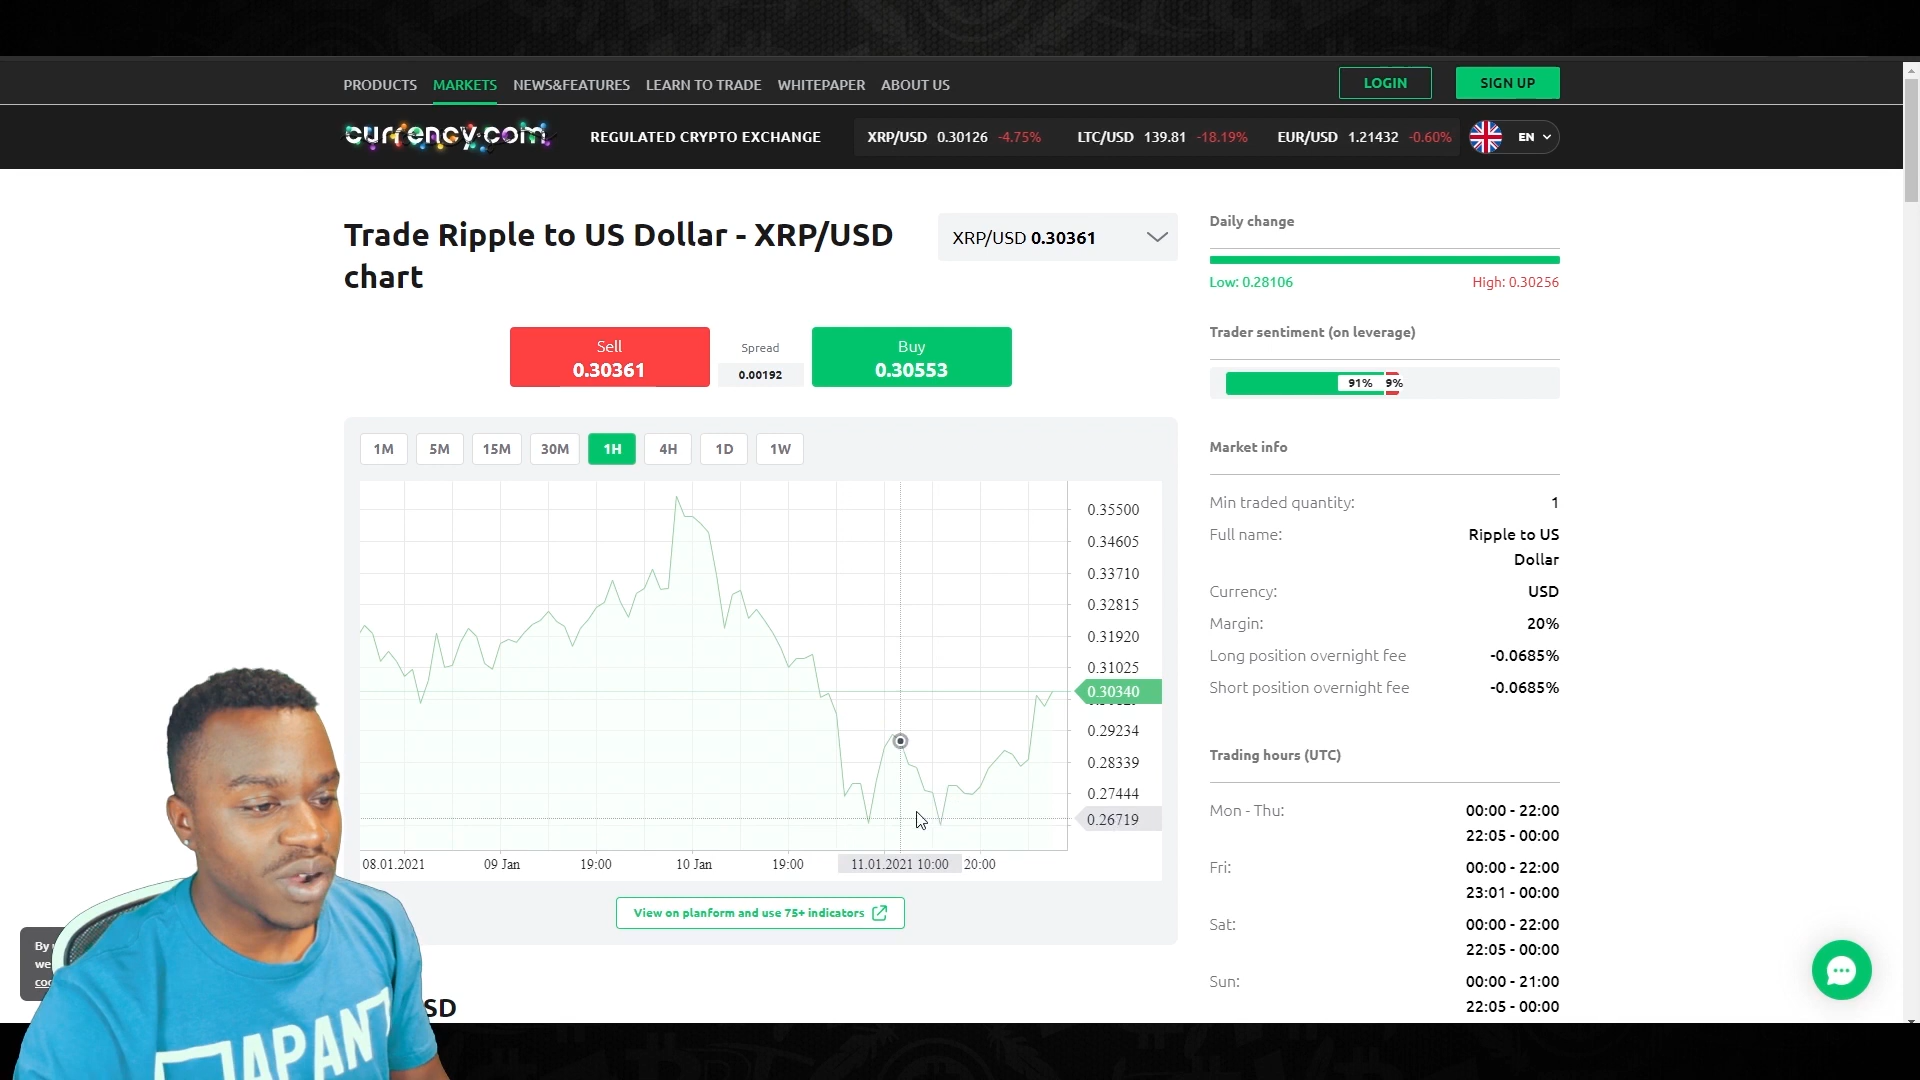 PRODUCTS MARKETS NEWS&FEATURES LEARN TO TRADE WHITEPAPER ABOUT US LOGIN SIGN UP
currency.com REGULATED CRYPTO EXCHANGE XRP/USD 0.30126 -4.75% LTC/USD 139.81 -18.19% EUR/USD 1.21432 -0.60% EN
Trade Ripple to US Dollar - XRP/USD
chart
XRP/USD 0.30361
Sell
0.30361
Spread
0.00192
Buy
0.30553
1M 5M 15M 30M 1H 4H 1D 1W
0.35500
0.34605
0.33710
0.32815
0.31920
0.31025
0.30340
0.29234
0.28339
0.27444
0.26719
08.01.2021 09 Jan 19:00 10 Jan 19:00 11.01.2021 10:00 20:00
View on planform and use 75+ indicators
Daily change
Low: 0.28106 High: 0.30256
Trader sentiment (on leverage)
91% 9%
Market info
Min traded quantity: 1
Full name: Ripple to US
Dollar
Currency: USD
Margin: 20%
Long position overnight fee -0.0685%
Short position overnight fee -0.0685%
Trading hours (UTC)
Mon - Thu: 00:00 - 22:00
22:05 - 00:00
Fri: 00:00 - 22:00
23:01 - 00:00
Sat: 00:00 - 22:00
22:05 - 00:00
Sun: 00:00 - 21:00
22:05 - 00:00
By
we
SD
JAPAN